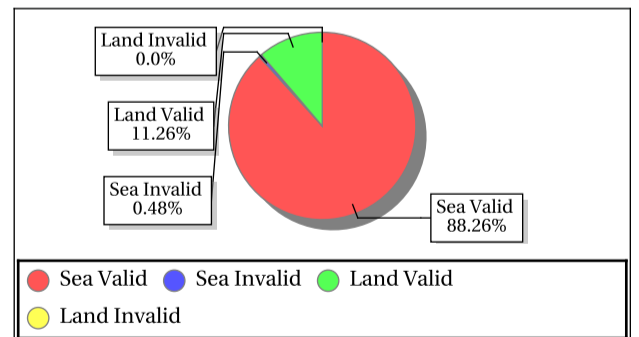 Land Invalid
0.0%
Land Valid
11.26%
Sea Invalid
0.48%
Sea Valid
88.26%
Sea Valid Sea Invalid Land Valid
Land Invalid